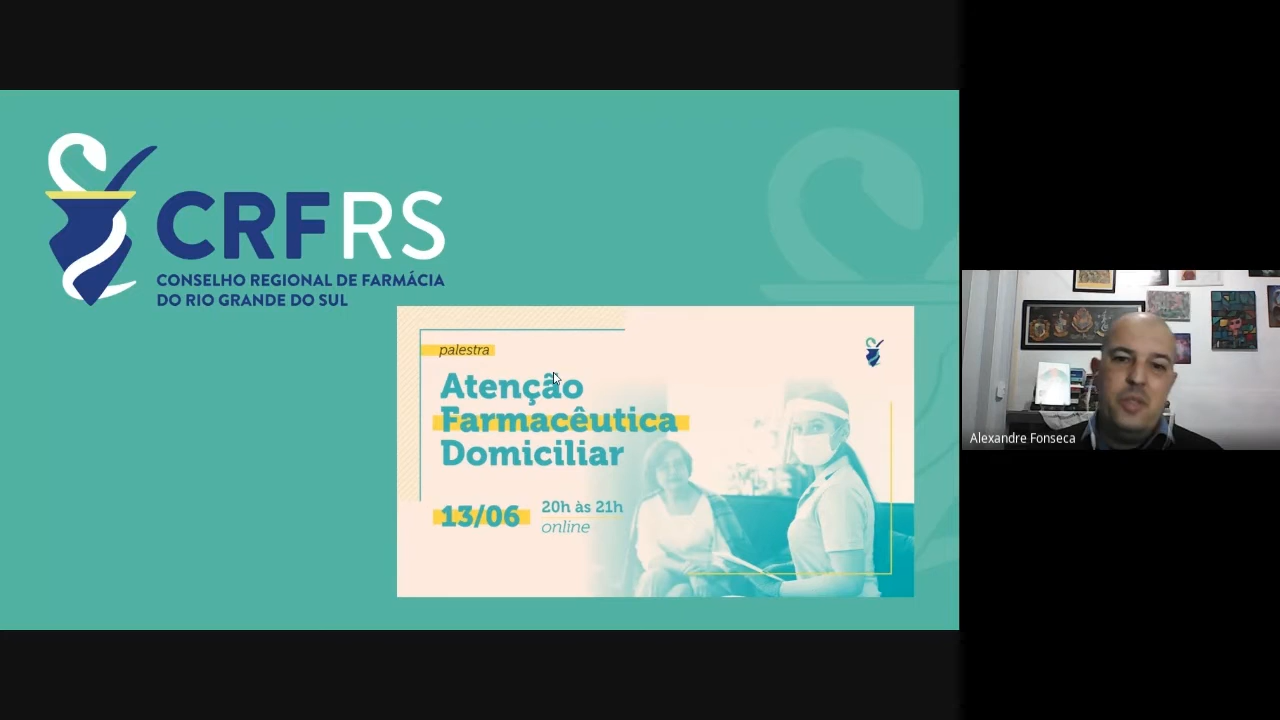 CRFRS
CONSELHO REGIONAL DE FARMÁCIA
DO RIO GRANDE DO SUL
palestra
Atenção
Farmacêutica
Domiciliar
13/06
20h às 21h
online
Alexandre Fonseca